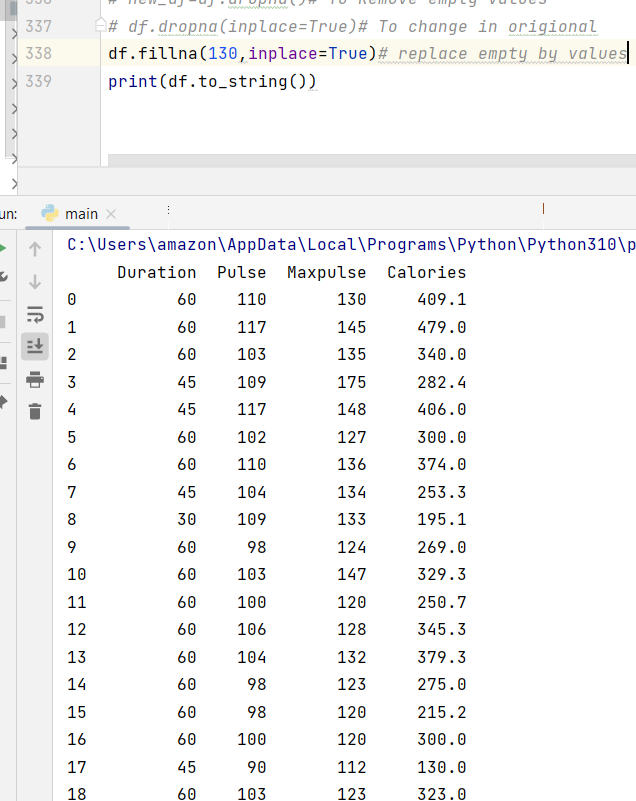 336 # new_df=df.dropna()# To Remove empty values
337 # df.dropna(inplace=True)# To change in origional
338 df.fillna(130,inplace=True)# replace empty by values
339 print(df.to_string())
un: main
C:\Users\amazon\AppData\Local\Programs\Python\Python310\p
Duration Pulse Maxpulse Calories
0 60 110 130 409.1
1 60 117 145 479.0
2 60 103 135 340.0
3 45 109 175 282.4
4 45 117 148 406.0
5 60 102 127 300.0
6 60 110 136 374.0
7 45 104 134 253.3
8 30 109 133 195.1
9 60 98 124 269.0
10 60 103 147 329.3
11 60 100 120 250.7
12 60 106 128 345.3
13 60 104 132 379.3
14 60 98 123 275.0
15 60 98 120 215.2
16 60 100 120 300.0
17 45 90 112 130.0
18 60 103 123 323.0